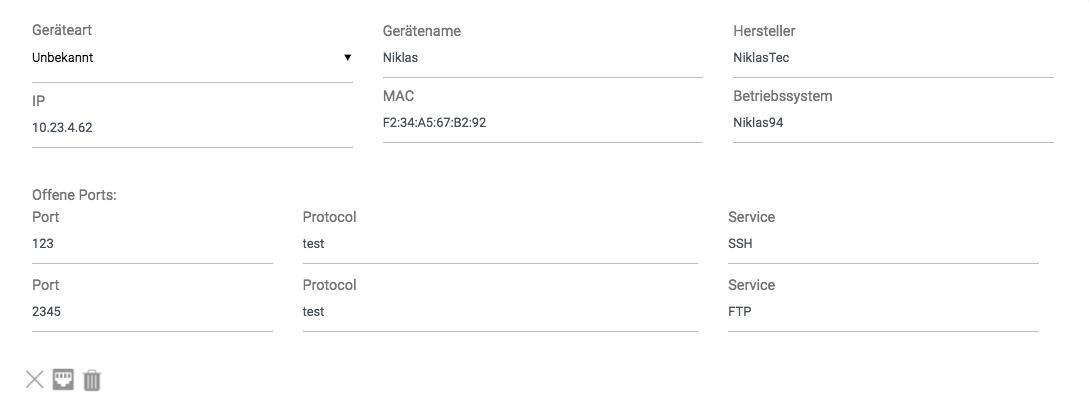 Geräteart Gerätename Hersteller
Unbekannt Niklas NiklasTec
IP MAC Betriebssystem
10.23.4.62 F2:34:A5:67:B2:92 Niklas94
Offene Ports:
Port Protocol Service
123 test SSH
Port Protocol Service
2345 test FTP